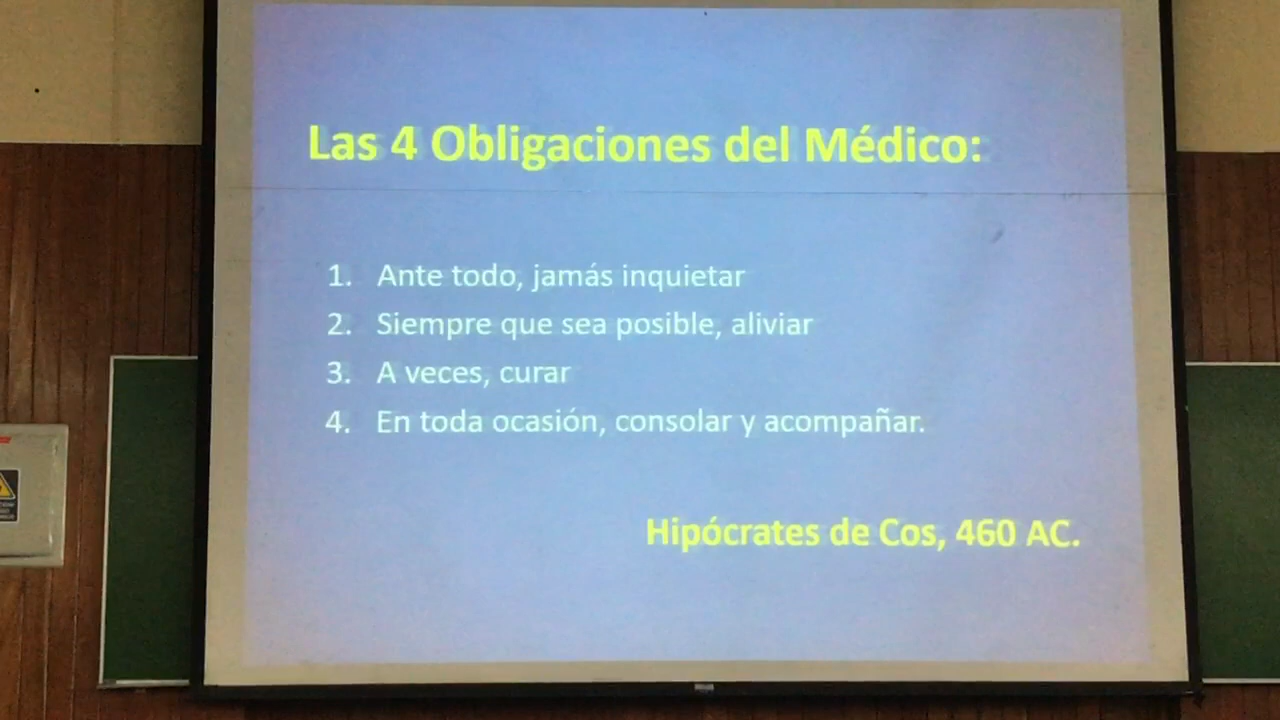 Las 4 Obligaciones del Médico:
1. Ante todo, jamás inquietar
2. Siempre que sea posible, aliviar
3. A veces, curar
4. En toda ocasión, consolar y acompañar.
Hipócrates de Cos, 460 AC.